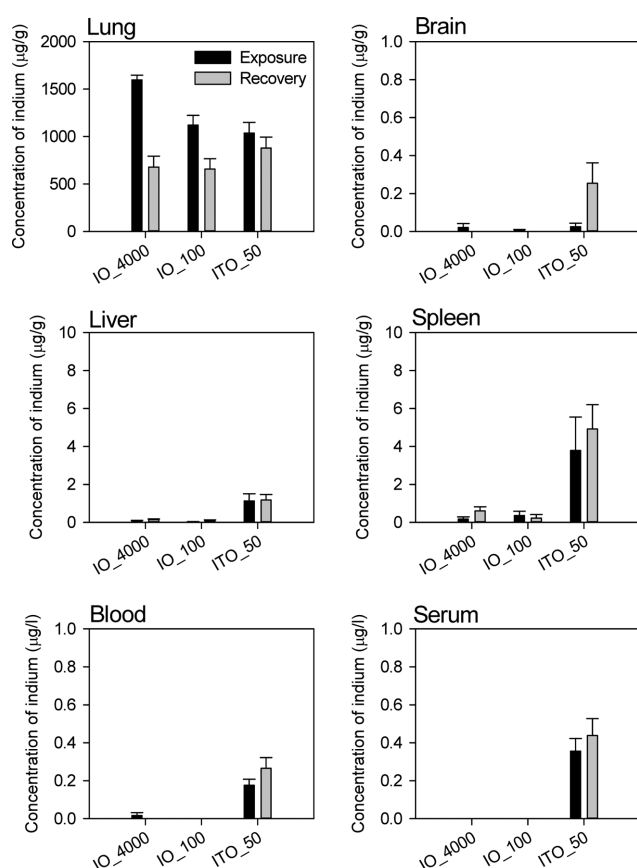 Lung
Concentration of indium (μg/g)
2000
1500
1000
500
0
Exposure
Recovery
IO_4000
IO_100
ITO_50
Brain
Concentration of indium (μg/g)
1.0
0.8
0.6
0.4
0.2
0.0
IO_4000
IO_100
ITO_50
Liver
Concentration of indium (μg/g)
10
8
6
4
2
0
IO_4000
IO_100
ITO_50
Spleen
Concentration of indium (μg/g)
10
8
6
4
2
0
IO_4000
IO_100
ITO_50
Blood
Concentration of indium (μg/l)
1.0
0.8
0.6
0.4
0.2
0.0
IO_4000
IO_100
ITO_50
Serum
Concentration of indium (μg/l)
1.0
0.8
0.6
0.4
0.2
0.0
IO_4000
IO_100
ITO_50